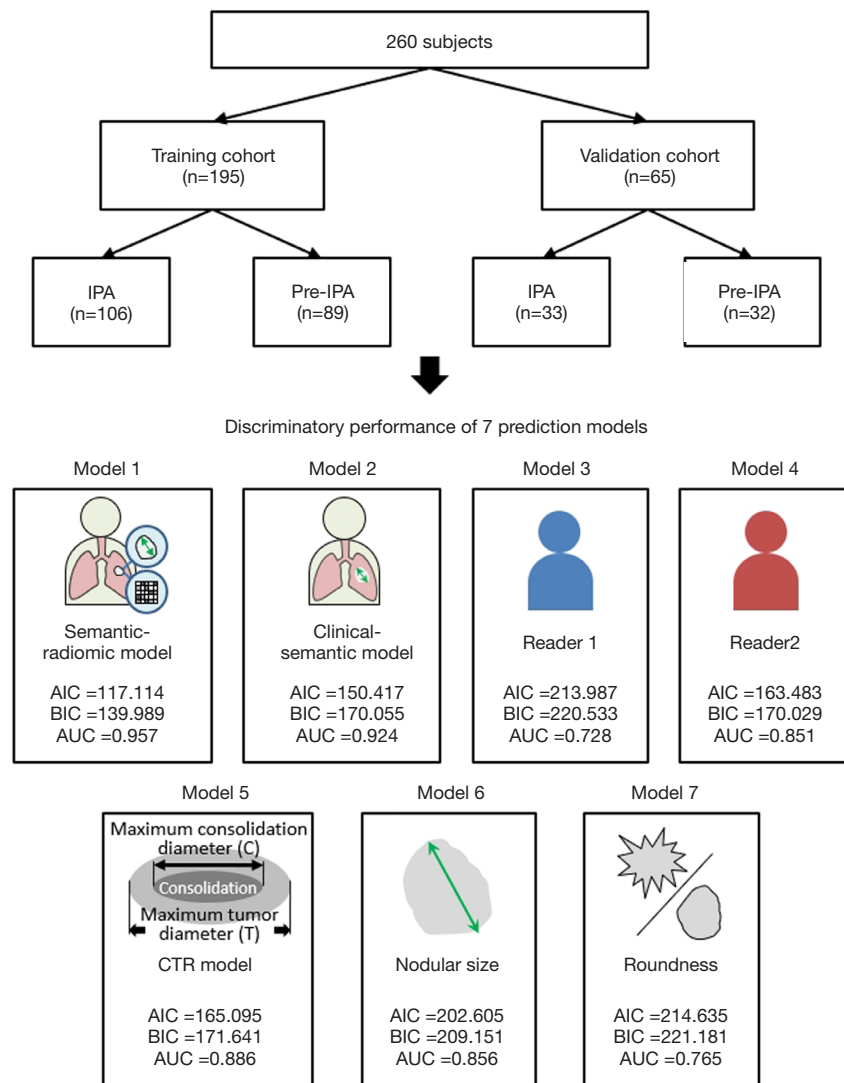 260 subjects
Training cohort
(n=195)
Validation cohort
(n=65)
IPA
(n=106)
Pre-IPA
(n=89)
IPA
(n=33)
Pre-IPA
(n=32)
Discriminatory performance of 7 prediction models
Model 1
Semantic-
radiomic model
AIC =117.114
BIC =139.989
AUC =0.957
Model 2
Clinical-
semantic model
AIC =150.417
BIC =170.055
AUC =0.924
Model 3
Reader 1
AIC =213.987
BIC =220.533
AUC =0.728
Model 4
Reader2
AIC =163.483
BIC =170.029
AUC =0.851
Model 5
Maximum consolidation
diameter (C)
Consolidation
Maximum tumor
diameter (T)
CTR model
AIC =165.095
BIC =171.641
AUC =0.886
Model 6
Nodular size
AIC =202.605
BIC =209.151
AUC =0.856
Model 7
Roundness
AIC =214.635
BIC =221.181
AUC =0.765